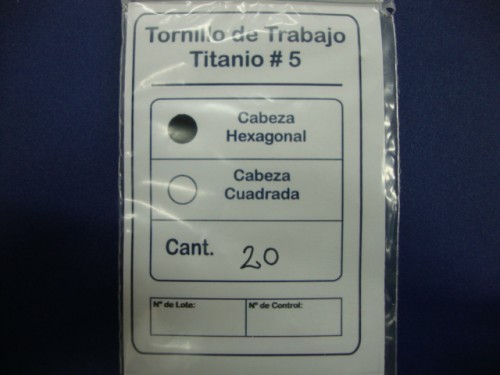 Tornillo de Trabajo
Titanio # 5
Cabeza
Hexagonal
Cabeza
Cuadrada
Cant. 20
Nº de Lote: Nº de Control: